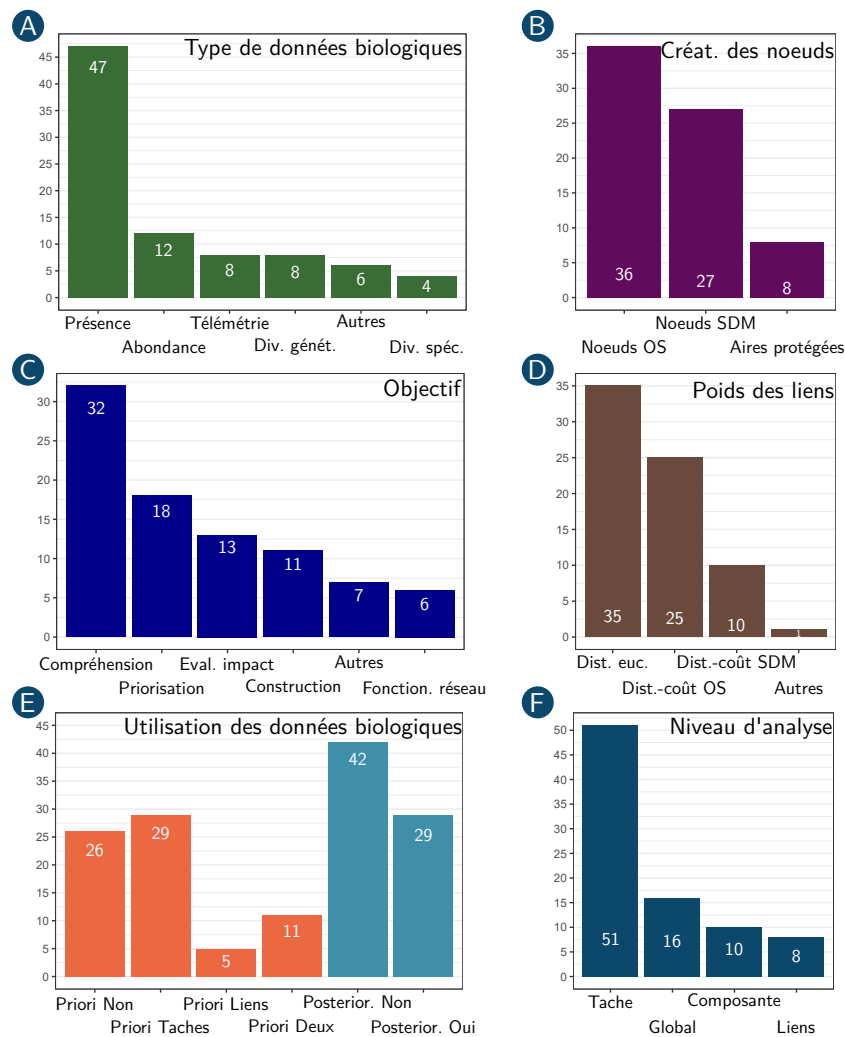 A
Type de données biologiques
45
40
35
30
25
20
15
10
5
0
47
12
8
8
6
4
Présence
Télémétrie
Autres
Abondance
Div. génét.
Div. spéc.
B
Créat. des noeuds
35
30
25
20
15
10
5
0
36
27
8
Noeuds SDM
Noeuds OS
Aires protégées
C
Objectif
30
25
20
15
10
5
0
32
18
13
11
7
6
Compréhension
Eval. impact
Autres
Priorisation
Construction
Fonction. réseau
D
Poids des liens
35
30
25
20
15
10
5
0
35
25
10
1
Dist. euc.
Dist.-coût SDM
Dist.-coût OS
Autres
E
Utilisation des données biologiques
45
40
35
30
25
20
15
10
5
0
26
29
5
11
42
29
Priori Non
Priori Liens
Posterior. Non
Priori Taches
Priori Deux
Posterior. Oui
F
Niveau d'analyse
50
45
40
35
30
25
20
15
10
5
0
51
16
10
8
Tache
Composante
Global
Liens